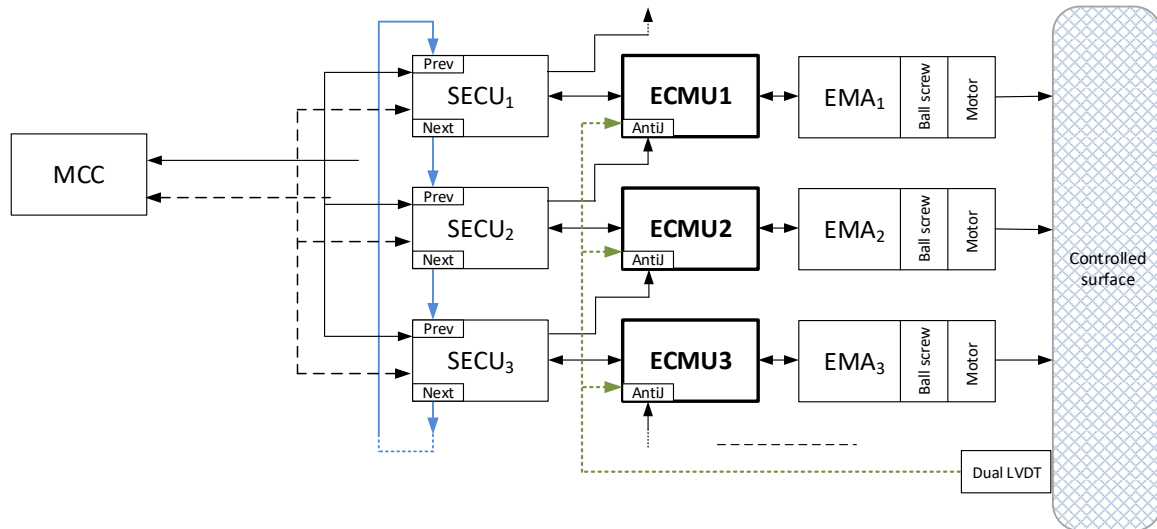 MCC
Prev
SECU₁
Next
Prev
SECU₂
Next
Prev
SECU₃
Next
ECMU1
AntiJ
ECMU2
AntiJ
ECMU3
AntiJ
EMA₁
Ball screw
Motor
EMA₂
Ball screw
Motor
EMA₃
Ball screw
Motor
Controlled
surface
Dual LVDT